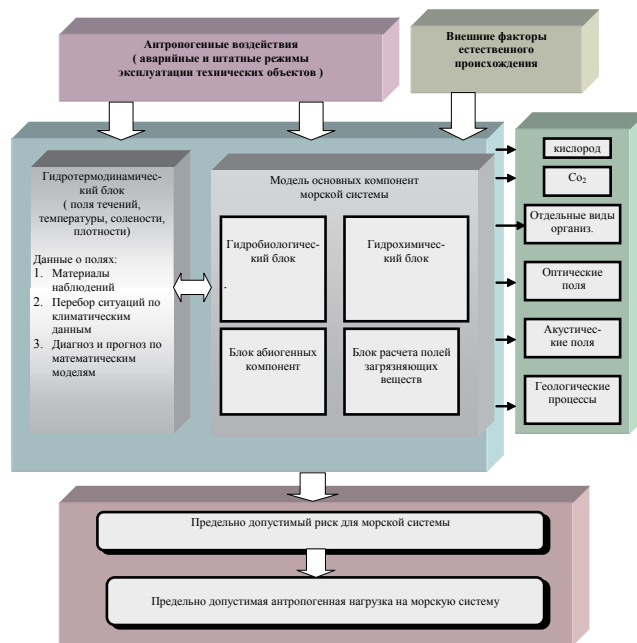 Антропогенные воздействия
( аварийные и штатные режимы
эксплуатации технических объектов )
Внешние факторы
естественного
происхождения
Гидротермодинамичес-
кий блок
( поля течений,
температуры, солености,
плотности)
Данные о полях:
1. Материалы
наблюдений
2. Перебор ситуаций по
климатическим
данным
3. Диагноз и прогноз по
математическим
моделям
Модель основных компонент
морской системы
Гидробиологичес-
кий блок
.
Гидрохимический
блок
Блок абиогенных
компонент
Блок расчета полей
загрязняющих
веществ
кислород
Co₂
Отдельные виды
организ.
Оптические
поля
Акустичес-
кие поля
Геологические
процессы
Предельно допустимый риск для морской системы
Предельно допустимая антропогенная нагрузка на морскую систему